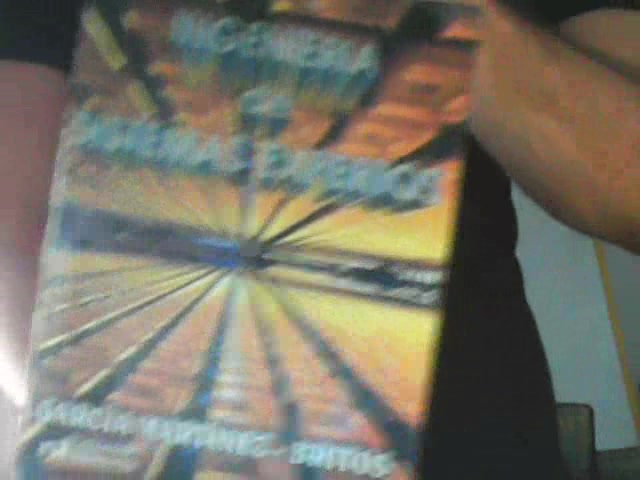 INGENIERIA
DE
SISTEMAS EXPERTOS
GARCIA MARTINEZ - BRITOS